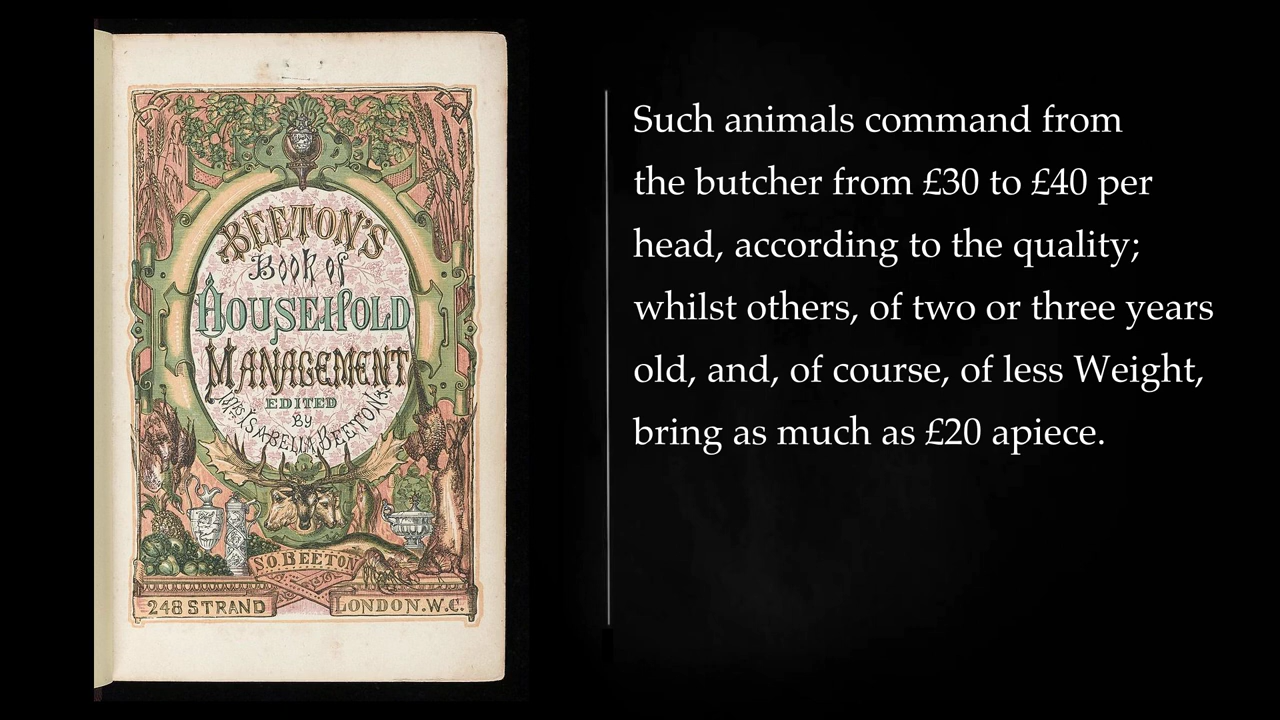 BEETON'S
Book of
HOUSEHOLD
MANAGEMENT
EDITED
BY
MRS ISABELLA BEETON
S.O. BEETON
248 STRAND
LONDON.W.C.
Such animals command from
the butcher from £30 to £40 per
head, according to the quality;
whilst others, of two or three years
old, and, of course, of less Weight,
bring as much as £20 apiece.